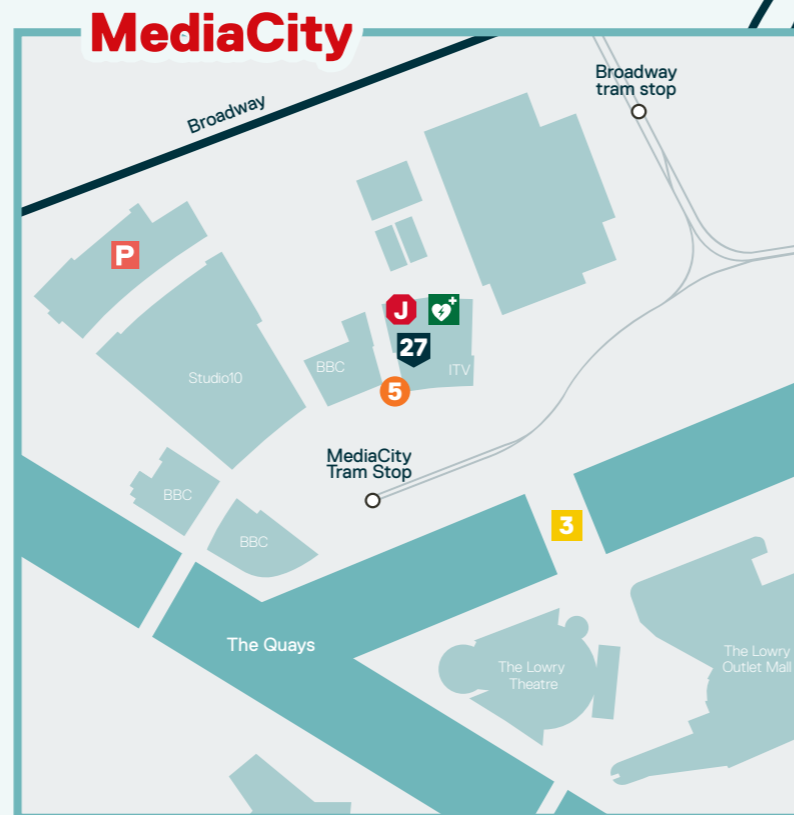 MediaCity
Broadway
tram stop
Broadway
P
J
27
BBC
ITV
Studio10
5
MediaCity
Tram Stop
BBC
3
BBC
The Quays
The Lowry
Outlet Mall
The Lowry
Theatre